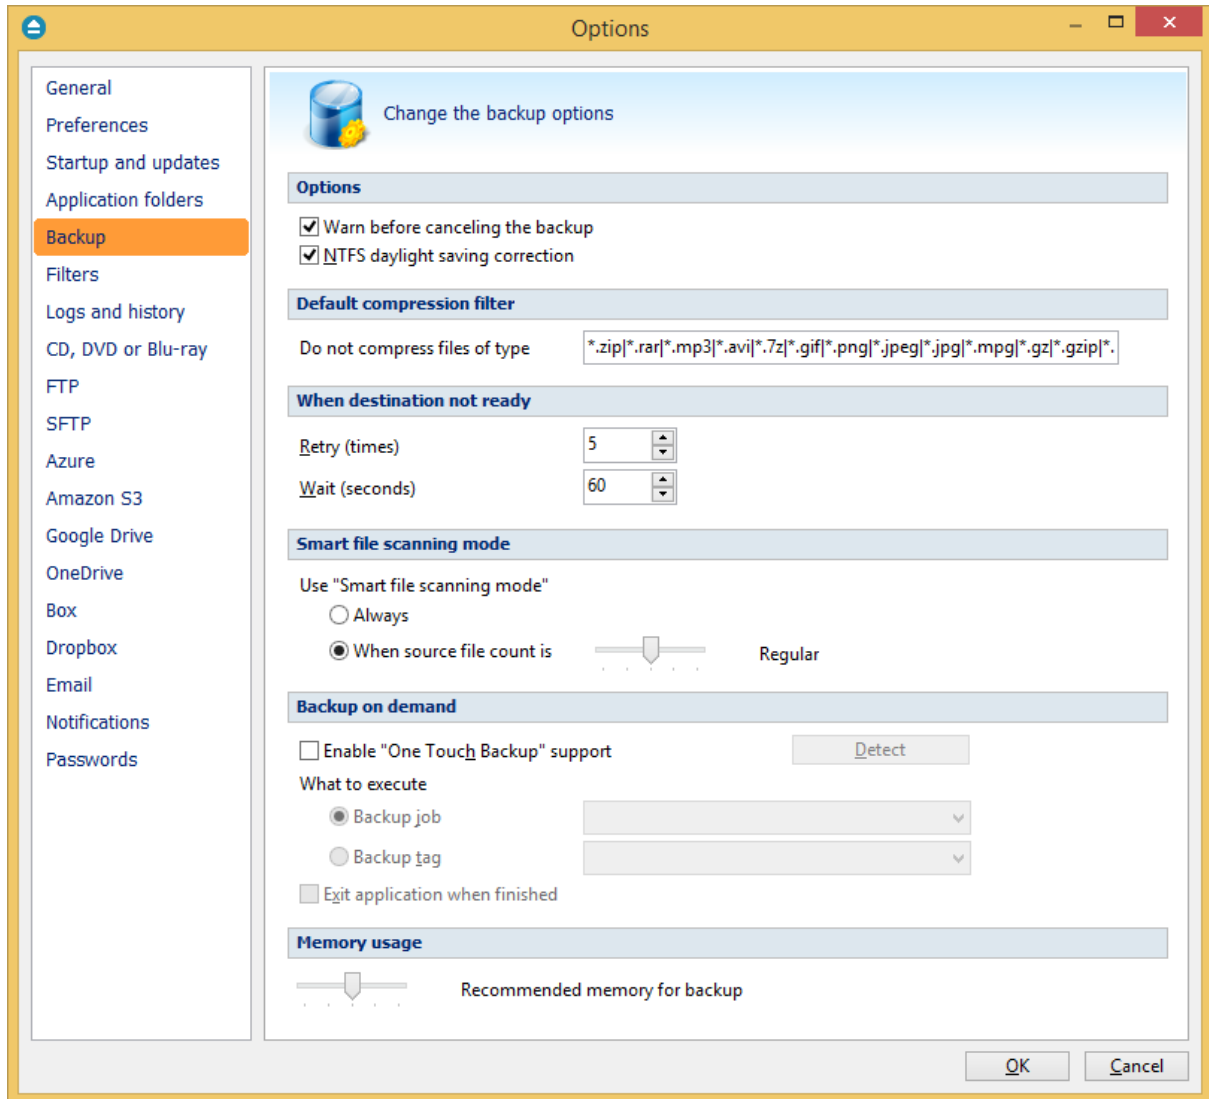 Options
General
Preferences
Startup and updates
Application folders
Backup
Filters
Logs and history
CD, DVD or Blu-ray
FTP
SFTP
Azure
Amazon S3
Google Drive
OneDrive
Box
Dropbox
Email
Notifications
Passwords
Change the backup options
Options
Warn before canceling the backup
NTFS daylight saving correction
Default compression filter
Do not compress files of type *.zip|*.rar|*.mp3|*.avi|*.7z|*.gif|*.png|*.jpeg|*.jpg|*.mpg|*.gz|*.gzip|*.
When destination not ready
Retry (times) 5
Wait (seconds) 60
Smart file scanning mode
Use "Smart file scanning mode"
Always
When source file count is Regular
Backup on demand
Enable "One Touch Backup" support Detect
What to execute
Backup job
Backup tag
Exit application when finished
Memory usage
Recommended memory for backup
OK Cancel